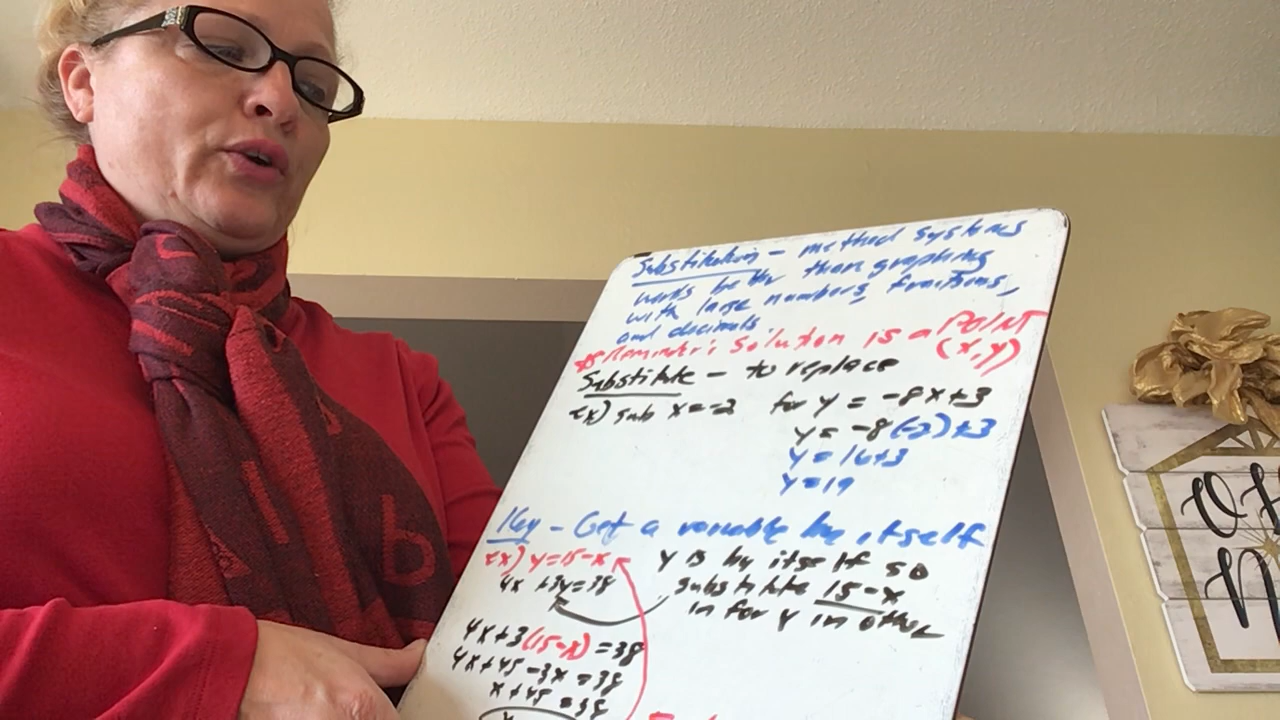 Substitution - method systems
works better than graphing
with large numbers, fractions,
and decimals
** Reminder: Solution is a POINT
(x,y)
Substitute - to replace
ex) sub x=-2 for y = -8x+3
y = -8(-2)+3
y = 16+3
y = 19
Key - Get a variable by itself
ex) y=15-x
4x +3y=38
y is by itself so
substitute 15-x
in for y in other
4x+3(15-x)=38
4x+45-3x=38
x+45=38
b